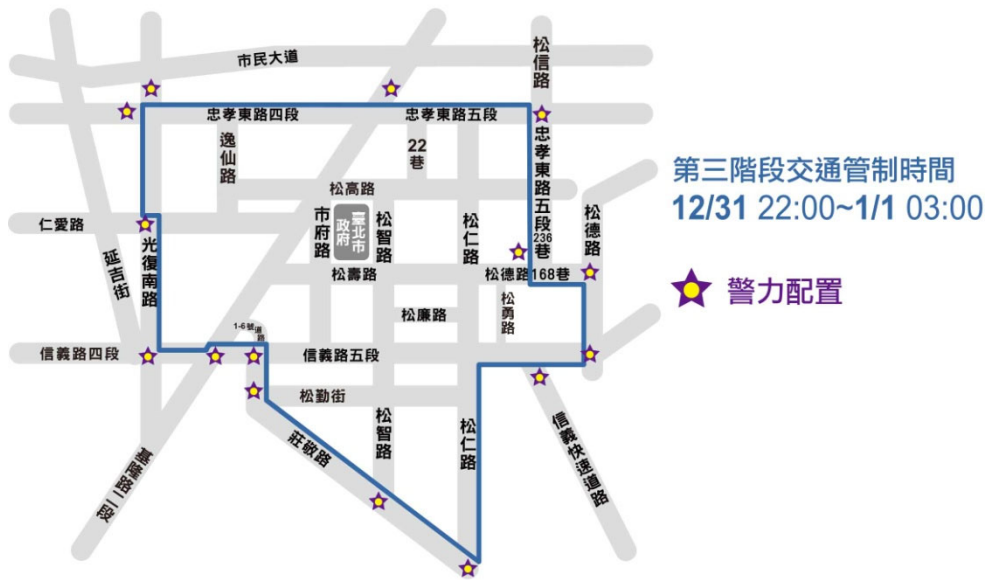 市民大道
松信路
忠孝東路四段
忠孝東路五段
逸仙路
22巷
忠孝東路五段236巷
松高路
仁愛路
延吉街
光復南路
市府路
臺北市政府
松智路
松仁路
松德路
松壽路
松德路168巷
松廉路
松勇路
1-6號道路
信義路四段
信義路五段
松勤街
莊敬路
松智路
松仁路
信義快速道路
基隆路二段
第三階段交通管制時間
12/31 22:00~1/1 03:00
警力配置